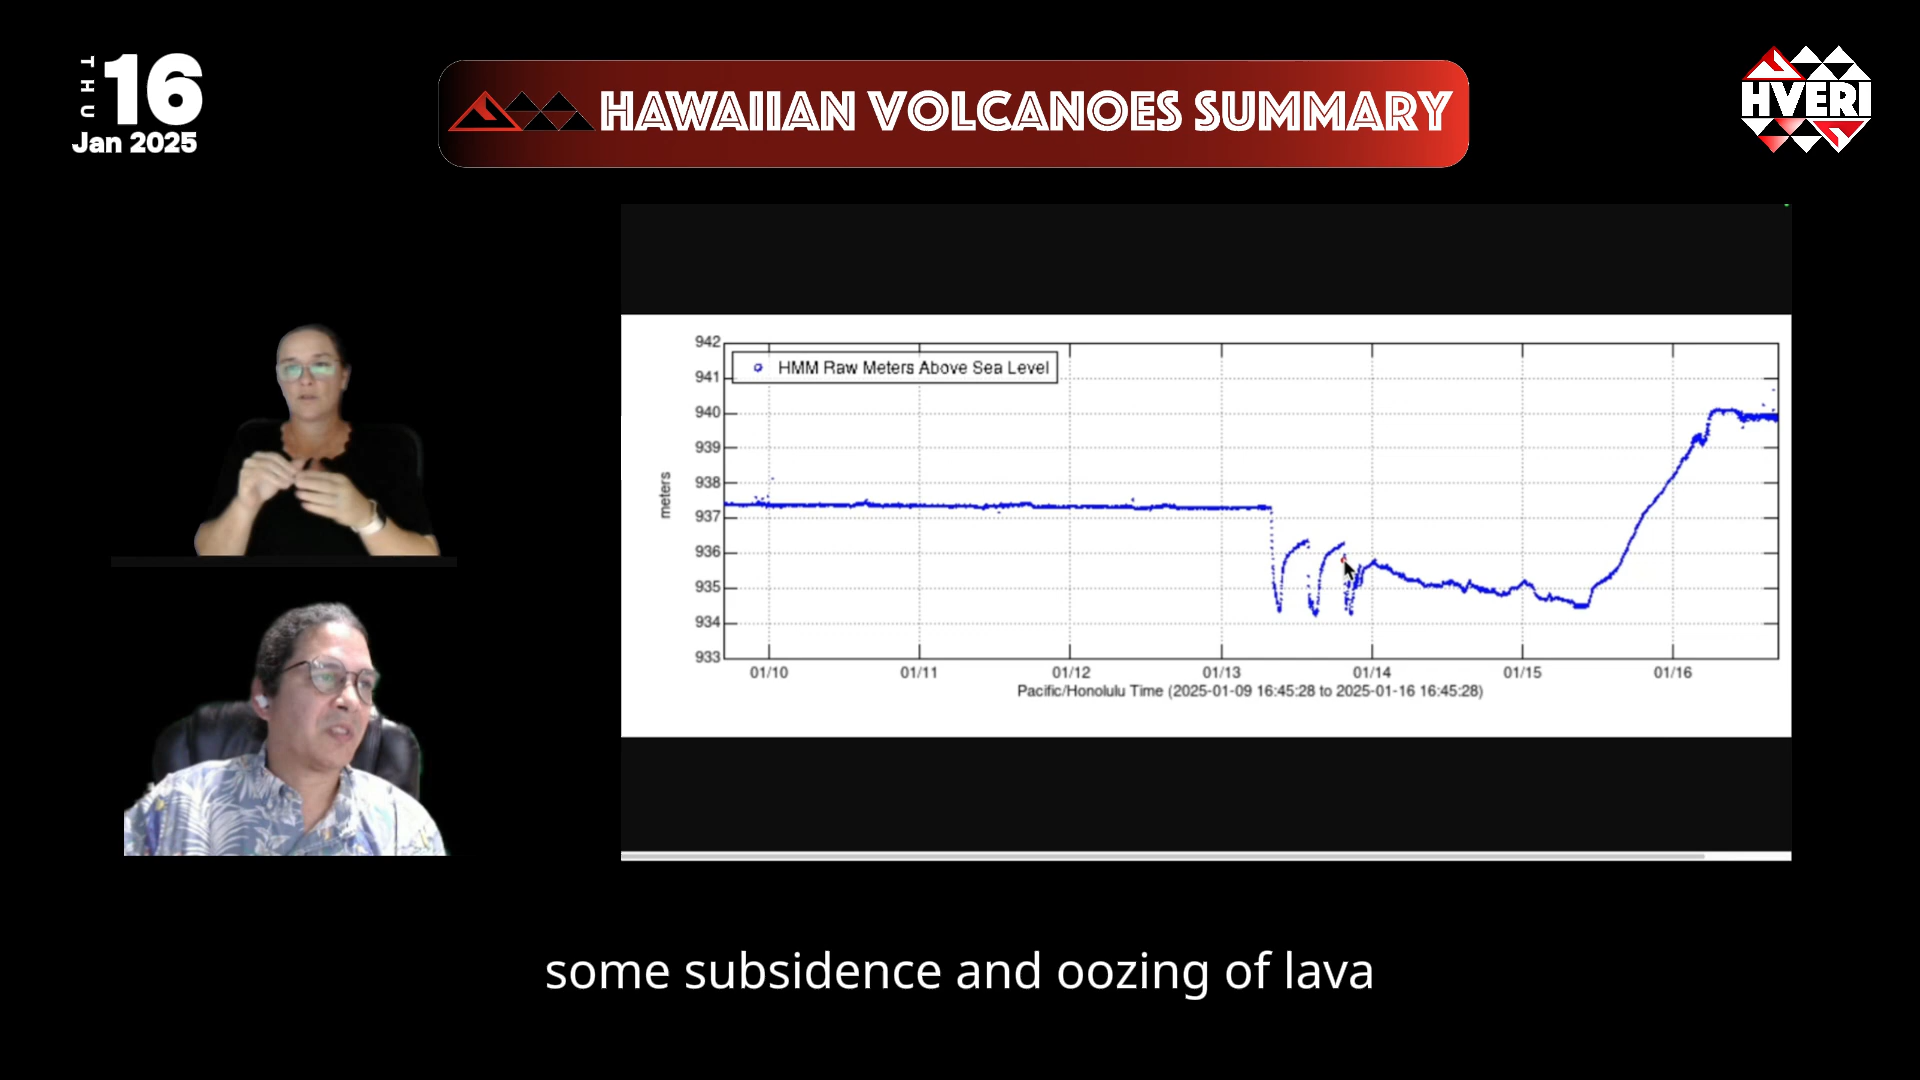 THU
16
Jan 2025
HAWAIIAN VOLCANOES SUMMARY
HVERI
942
941
940
939
938
937
936
935
934
933
meters
HMM Raw Meters Above Sea Level
01/10 01/11 01/12 01/13 01/14 01/15 01/16
Pacific/Honolulu Time (2025-01-09 16:45:28 to 2025-01-16 16:45:28)
some subsidence and oozing of lava